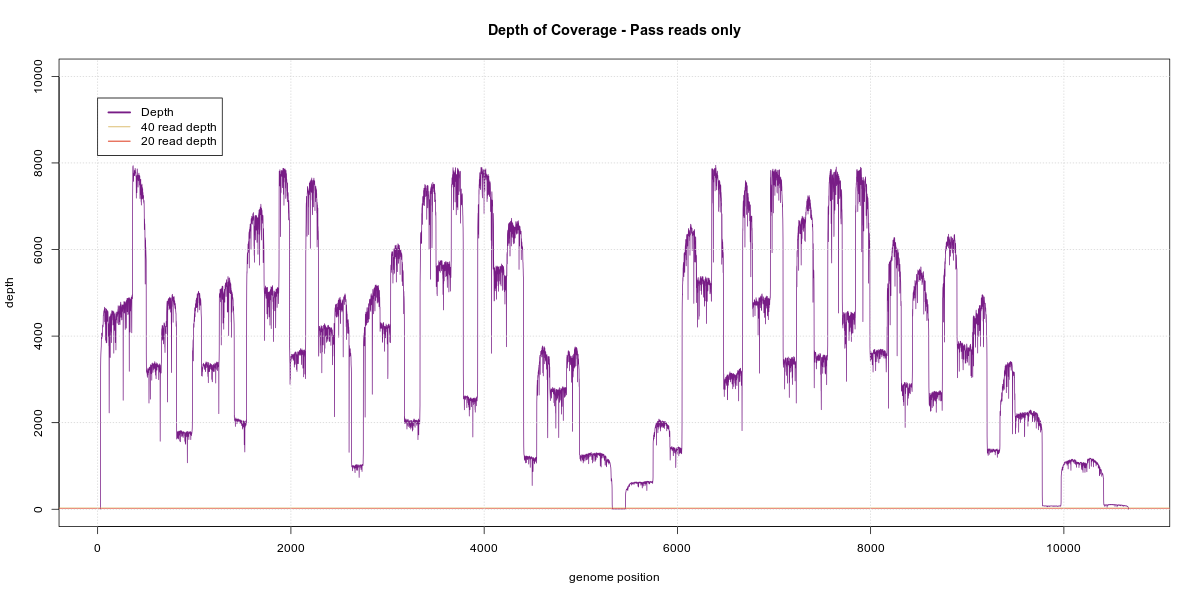 Depth of Coverage - Pass reads only
10000
8000
6000
4000
2000
0
depth
Depth
40 read depth
20 read depth
0 2000 4000 6000 8000 10000
genome position